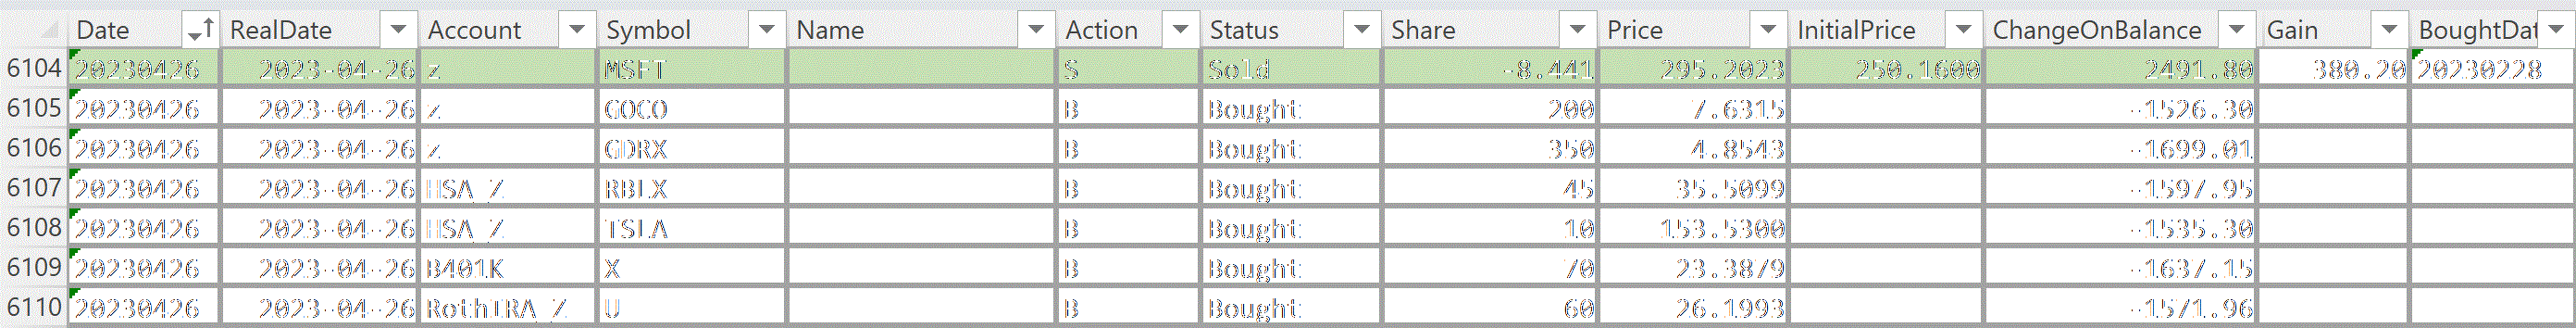 Date RealDate Account Symbol Name Action Status Share Price InitialPrice ChangeOnBalance Gain BoughtDat
6104 20230426 2023-04-26 z MSFT S Sold -8.441 295.2023 250.1600 2491.80 380.20 20230228
6105 20230426 2023-04-26 z GOCO B Bought 200 7.6315 -1526.30
6106 20230426 2023-04-26 z GDRX B Bought 350 4.8543 -1699.01
6107 20230426 2023-04-26 HSA_Z RBLX B Bought 45 35.5099 -1597.95
6108 20230426 2023-04-26 HSA_Z TSLA B Bought 10 153.5300 -1535.30
6109 20230426 2023-04-26 B401K X B Bought 70 23.3879 -1637.15
6110 20230426 2023-04-26 RothIRA_Z U B Bought 60 26.1993 -1571.96